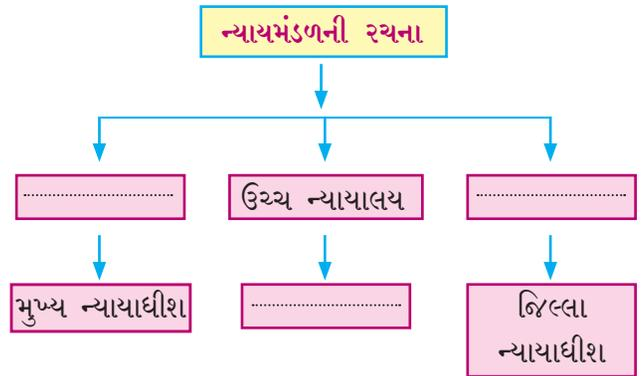 ન્યાયમંડળની રચના
ઉચ્ચ ન્યાયાલય
મુખ્ય ન્યાયાધીશ
જિલ્લા
ન્યાયાધીશ